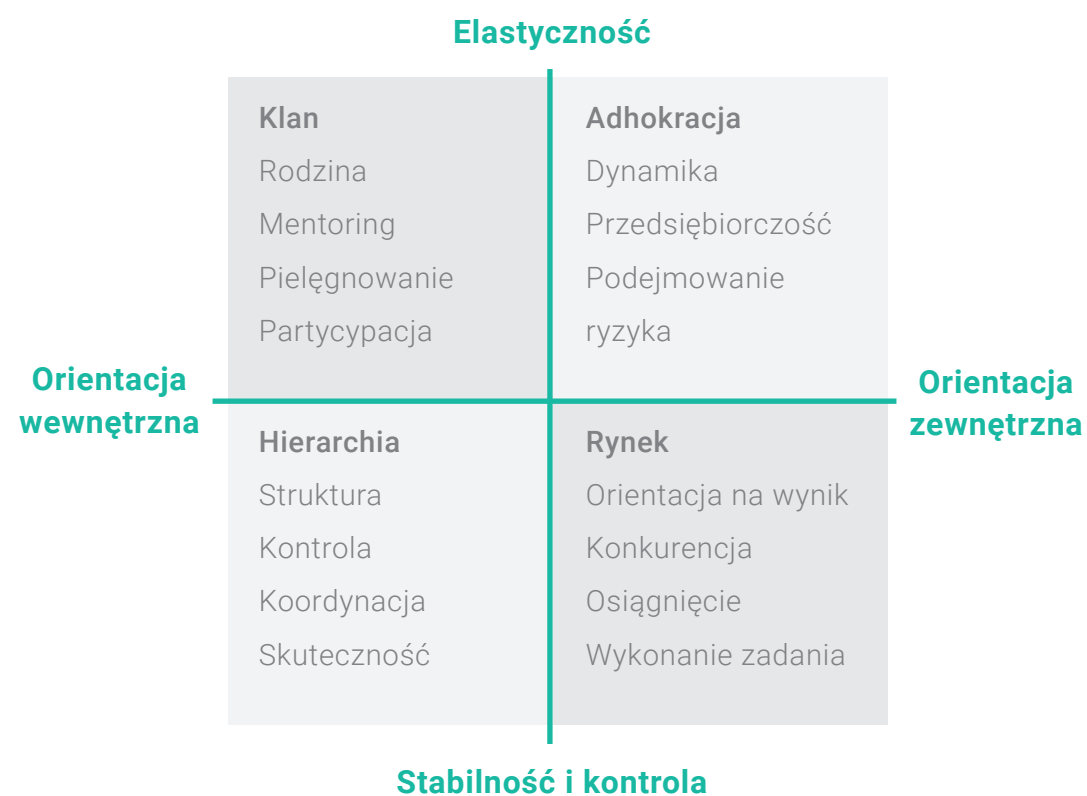 Elastyczność
Klan
Rodzina
Mentoring
Pielęgnowanie
Partycypacja
Adhokracja
Dynamika
Przedsiębiorczość
Podejmowanie
ryzyka
Orientacja
wewnętrzna
Orientacja
zewnętrzna
Hierarchia
Struktura
Kontrola
Koordynacja
Skuteczność
Rynek
Orientacja na wynik
Konkurencja
Osiągnięcie
Wykonanie zadania
Stabilność i kontrola